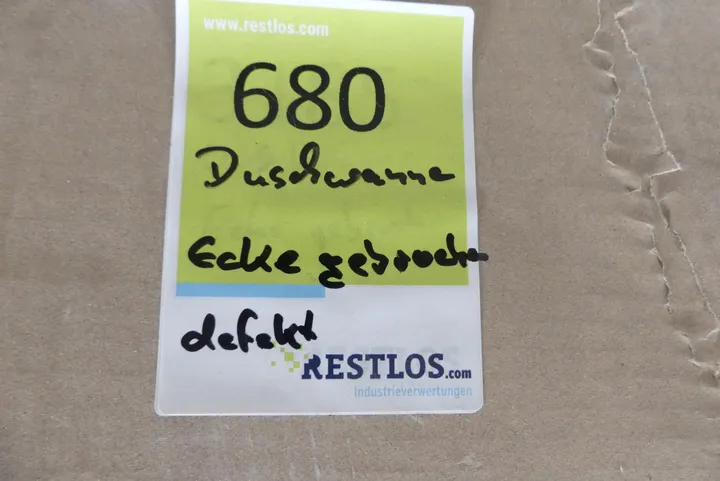 www.restlos.com
680
Duschwanne
Ecke gebrochen
defekt
RESTLOS.com
Industrieverwertungen